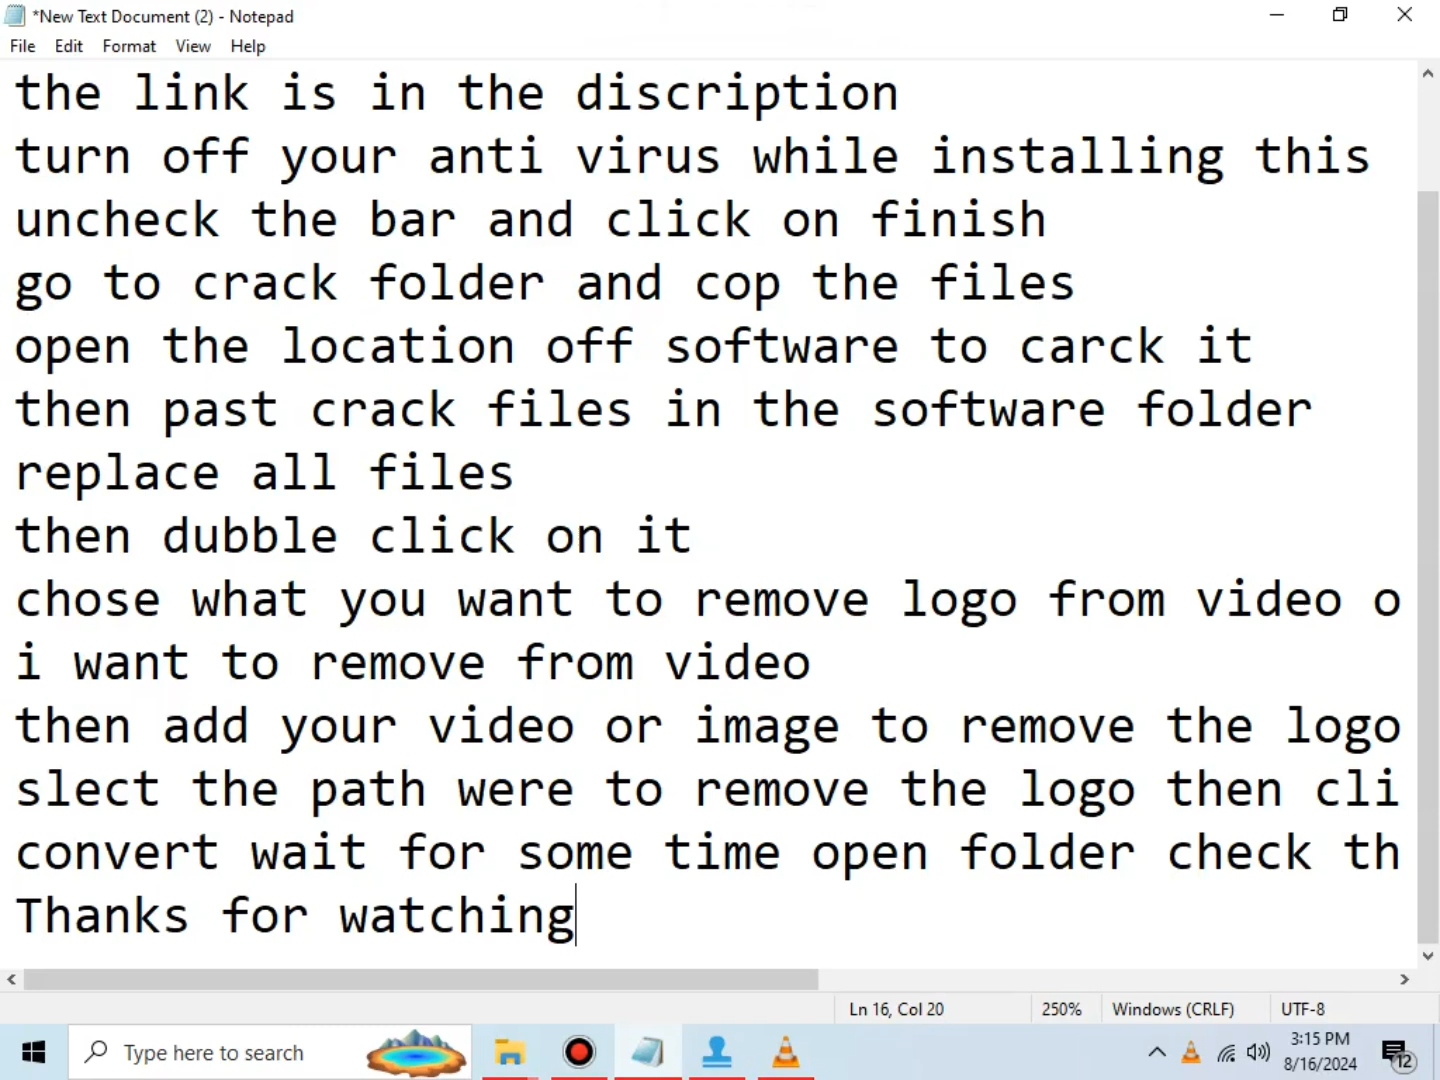 *New Text Document (2) - Notepad
File Edit Format View Help
the link is in the discription
turn off your anti virus while installing this
uncheck the bar and click on finish
go to crack folder and cop the files
open the location off software to carck it
then past crack files in the software folder
replace all files
then dubble click on it
chose what you want to remove logo from video o
i want to remove from video
then add your video or image to remove the logo
slect the path were to remove the logo then cli
convert wait for some time open folder check th
Thanks for watching
Ln 16, Col 20 250% Windows (CRLF) UTF-8
Type here to search
3:15 PM
8/16/2024
12